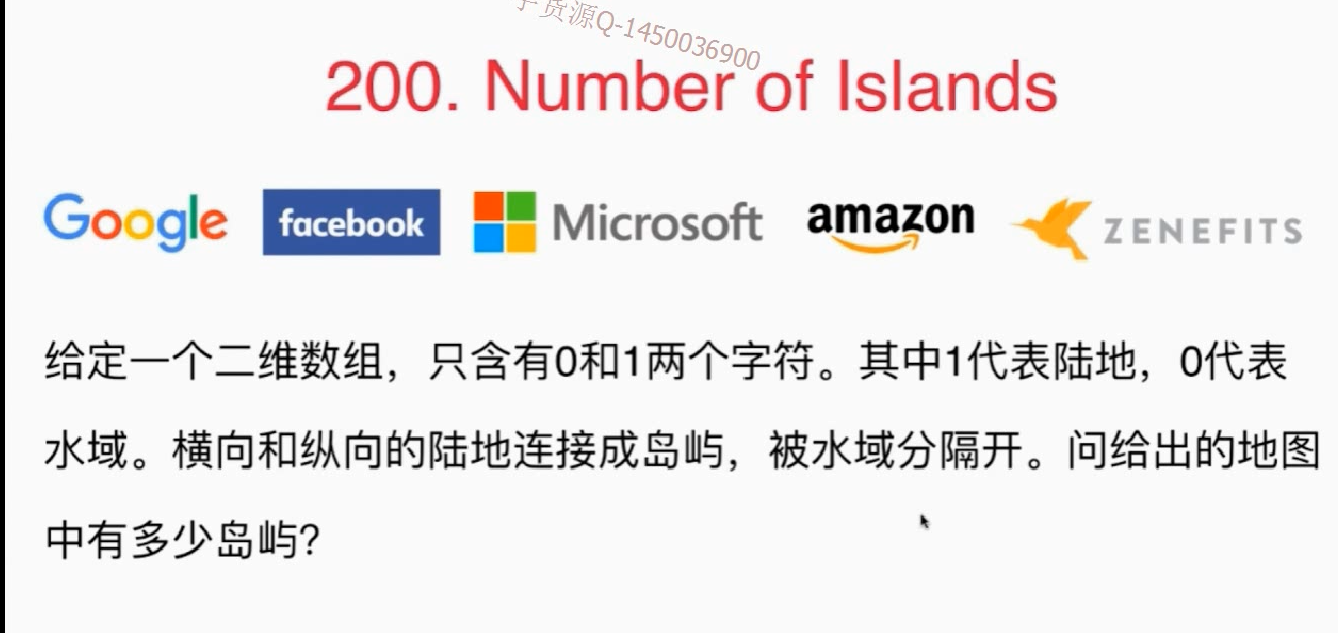 货源Q-1450036900
200. Number of Islands
Google facebook Microsoft amazon ZENEFITS
给定一个二维数组，只含有0和1两个字符。其中1代表陆地，0代表
水域。横向和纵向的陆地连接成岛屿，被水域分隔开。问给出的地图
中有多少岛屿？